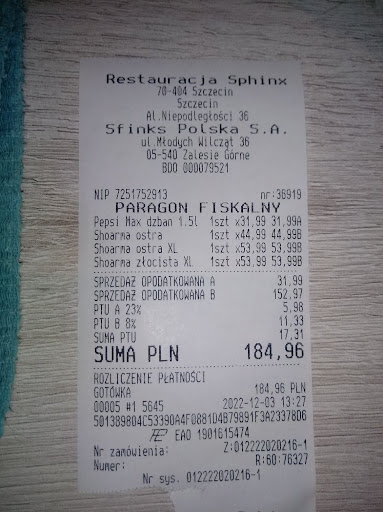 Restauracja Sphinx
70-404 Szczecin
Szczecin
Al.Niepodległości 36
Sfinks Polska S.A.
ul.Młodych Wilcząt 36
05-540 Zalesie Górne
BDO 000079521
NIP 7251752913 nr:36919
PARAGON FISKALNY
Pepsi Max dzban 1.5l 1szt x31,99 31,99A
Shoarma ostra 1szt x44,99 44,99B
Shoarma ostra XL 1szt x53,99 53,99B
Shoarma złocista XL 1szt x53,99 53,99B
SPRZEDAŻ OPODATKOWANA A 31,99
SPRZEDAŻ OPODATKOWANA B 152,97
PTU A 23% 5,98
PTU B 8% 11,33
SUMA PTU 17,31
SUMA PLN 184,96
ROZLICZENIE PŁATNOŚCI
GOTÓWKA 184,96 PLN
00005 #1 5645 2022-12-03 13:27
501389804C53390A4F0881D4B79891F3A23378D6
EAO 1901615474
Nr zamówienia: Z:012222020216-1
Numer: R:60:76327
Nr sys. 012222020216-1